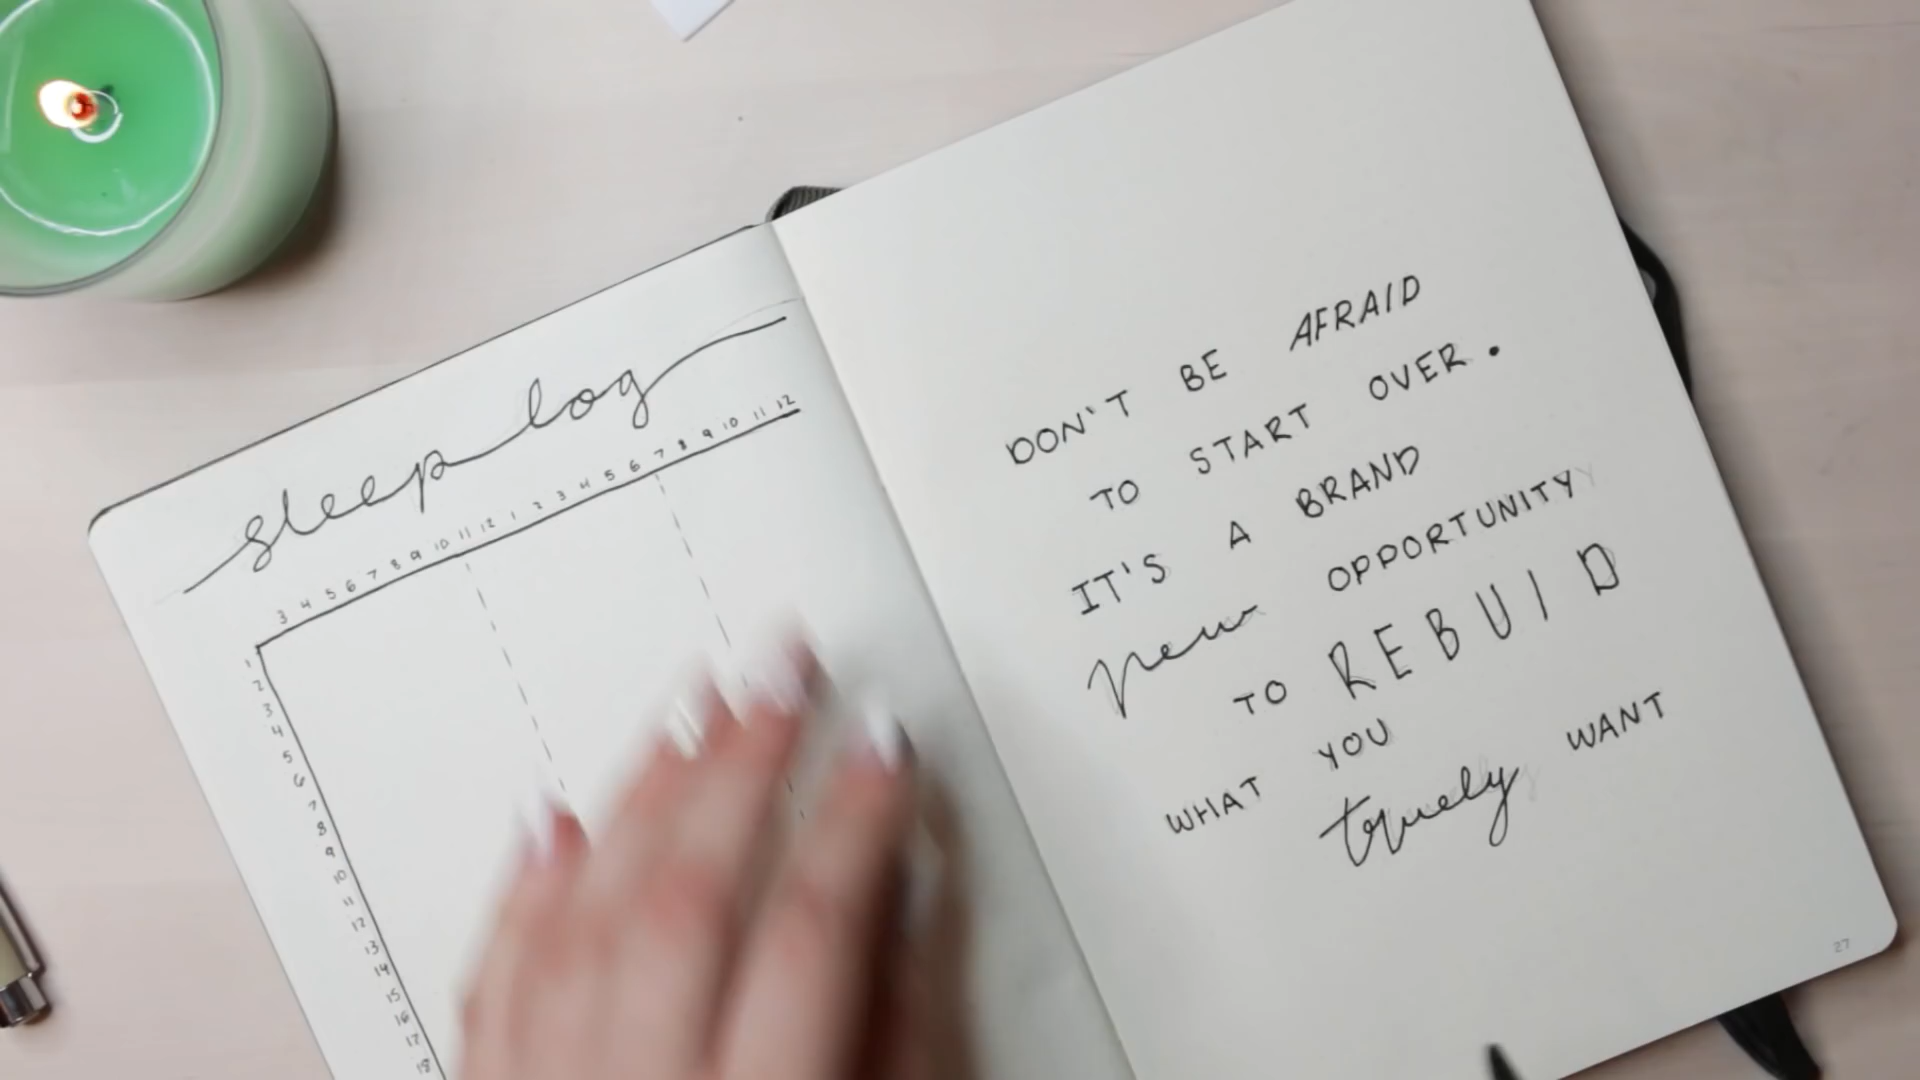 sleep log
3 4 5 6 7 8 9 10 11 12 1 2 3 4 5 6 7 8 9 10 11 12
1
2
3
4
5
6
7
8
9
10
11
12
13
14
15
16
17
18
DON'T BE AFRAID
TO START OVER.
IT'S A BRAND
new OPPORTUNITY
TO REBUID
WHAT YOU
truely WANT
27